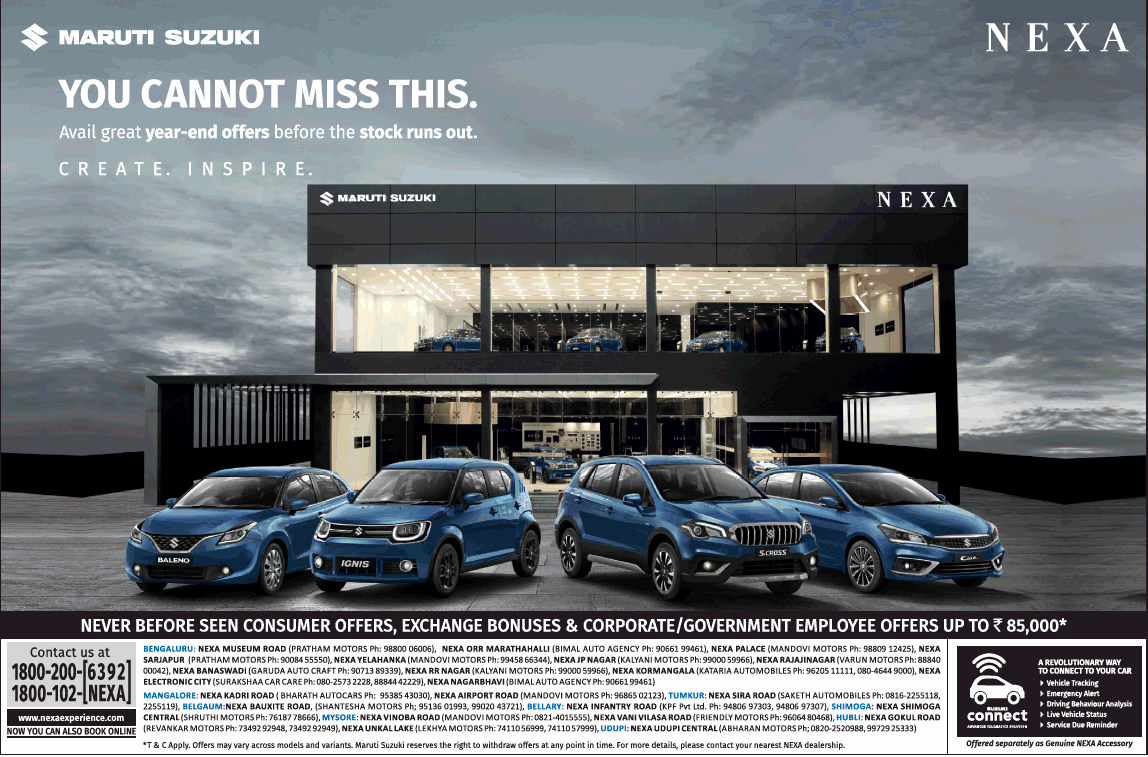 MARUTI SUZUKI
NEXA
YOU CANNOT MISS THIS.
Avail great year-end offers before the stock runs out.
CREATE. INSPIRE.
MARUTI SUZUKI
NEXA
BALENO
IGNIS
S-CROSS
Ciaz
NEVER BEFORE SEEN CONSUMER OFFERS, EXCHANGE BONUSES & CORPORATE/GOVERNMENT EMPLOYEE OFFERS UP TO ₹ 85,000*
Contact us at
1800-200-[6392]
1800-102-[NEXA]
www.nexaexperience.com
NOW YOU CAN ALSO BOOK ONLINE
BENGALURU: NEXA MUSEUM ROAD (PRATHAM MOTORS Ph: 98800 06006), NEXA ORR MARATHAHALLI (BIMAL AUTO AGENCY Ph: 90661 99461), NEXA PALACE (MANDOVI MOTORS Ph: 98809 12425), NEXA
SARJAPUR (PRATHAM MOTORS Ph: 90084 55550), NEXA YELAHANKA (MANDOVI MOTORS Ph: 99458 66344), NEXA JP NAGAR (KALYANI MOTORS Ph: 99000 59966), NEXA RAJAJINAGAR (VARUN MOTORS Ph: 88840
00042), NEXA BANASWADI (GARUDA AUTO CRAFT Ph: 90713 89339), NEXA RR NAGAR (KALYANI MOTORS Ph: 99000 59966), NEXA KORMANGALA (KATARIA AUTOMOBILES Ph: 96205 11111, 080-4644 9000), NEXA
ELECTRONIC CITY (SURAKSHAA CAR CARE Ph: 080-2573 2228, 88844 42229), NEXA NAGARBHAVI (BIMAL AUTO AGENCY Ph: 90661 99461)
MANGALORE: NEXA KADRI ROAD ( BHARATH AUTOCARS Ph: 95385 43030), NEXA AIRPORT ROAD (MANDOVI MOTORS Ph: 96865 02123), TUMKUR: NEXA SIRA ROAD (SAKETH AUTOMOBILES Ph: 0816-2255118,
2255119), BELGAUM: NEXA BAUXITE ROAD, (SHANTESHA MOTORS Ph; 95136 01993, 99020 43721), BELLARY: NEXA INFANTRY ROAD (KPF Pvt Ltd. Ph: 94806 97303, 94806 97307), SHIMOGA: NEXA SHIMOGA
CENTRAL (SHRUTHI MOTORS Ph: 76187 78666), MYSORE: NEXA VINOBA ROAD (MANDOVI MOTORS Ph: 0821-4015555), NEXA VANI VILASA ROAD (FRIENDLY MOTORS Ph: 96064 80468), HUBLI: NEXA GOKUL ROAD
(REVANKAR MOTORS Ph: 73492 92948, 73492 92949), NEXA UNKAL LAKE (LEKHYA MOTORS Ph: 74110 56999, 74110 57999), UDUPI: NEXA UDUPI CENTRAL (ABHARAN MOTORS Ph; 0820-2520988, 99729 25333)
*T & C Apply. Offers may vary across models and variants. Maruti Suzuki reserves the right to withdraw offers at any point in time. For more details, please contact your nearest NEXA dealership.
SUZUKI
connect
ADVANCED TELEMATICS SOLUTION
A REVOLUTIONARY WAY
TO CONNECT TO YOUR CAR
Vehicle Tracking
Emergency Alert
Driving Behaviour Analysis
Live Vehicle Status
Service Due Reminder
Offered separately as Genuine NEXA Accessory